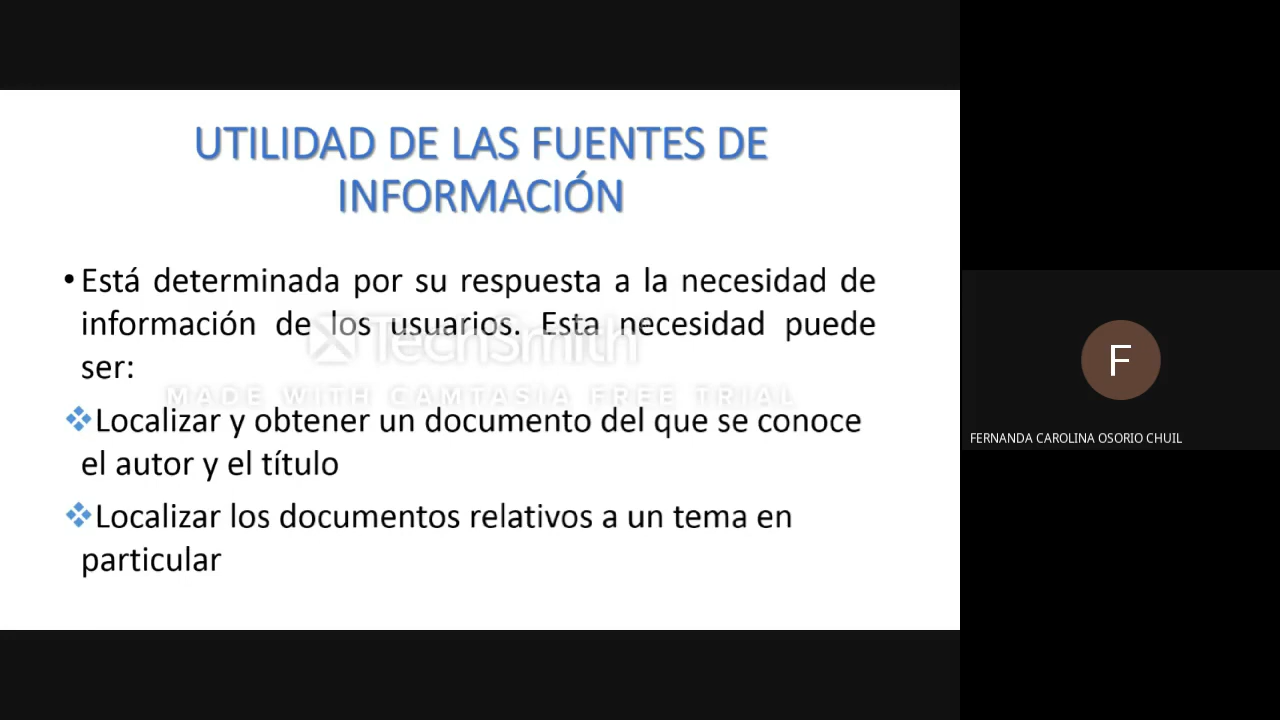 UTILIDAD DE LAS FUENTES DE
INFORMACIÓN
• Está determinada por su respuesta a la necesidad de
información de los usuarios. Esta necesidad puede
ser:
TechSmith
MADE WITH CAMTASIA FREE TRIAL
❖Localizar y obtener un documento del que se conoce
el autor y el título
❖Localizar los documentos relativos a un tema en
particular
F
FERNANDA CAROLINA OSORIO CHUIL